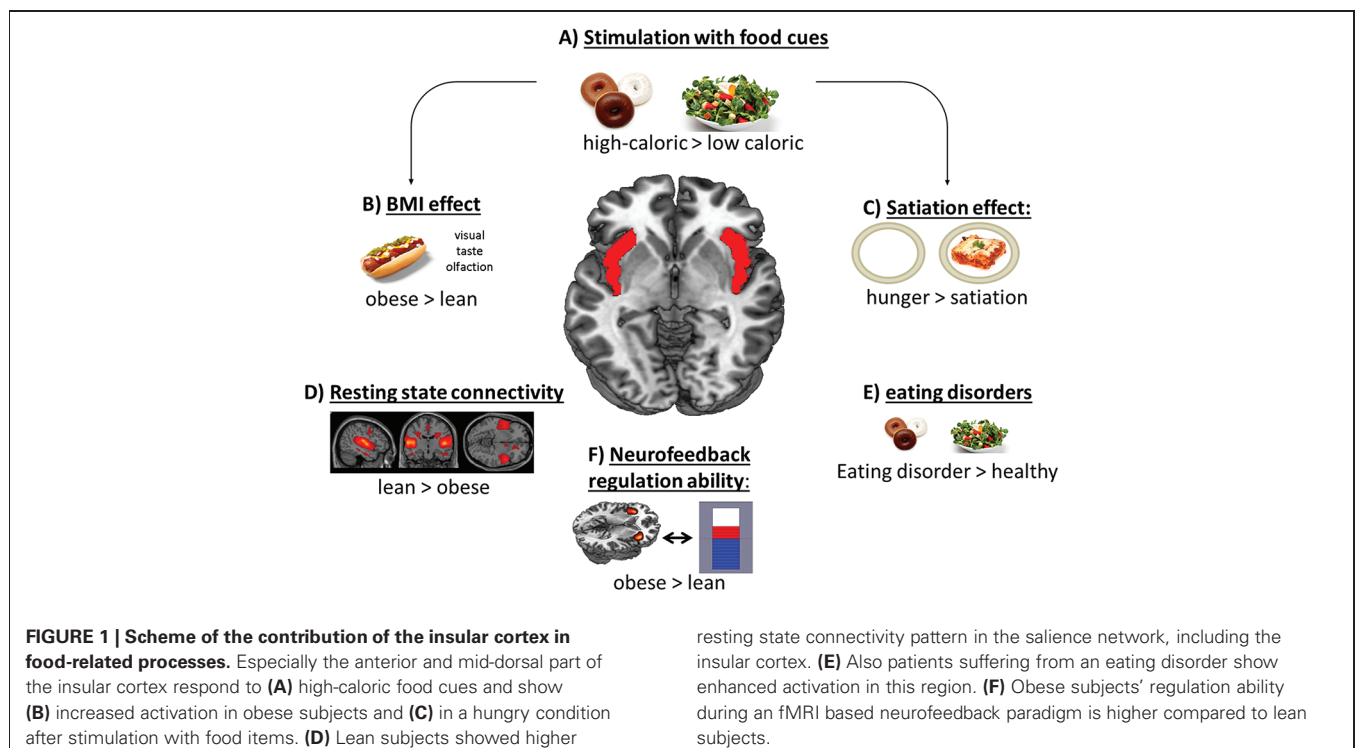 A) Stimulation with food cues
high-caloric > low caloric
B) BMI effect
visual
taste
olfaction
obese > lean
C) Satiation effect:
hunger > satiation
D) Resting state connectivity
lean > obese
E) eating disorders
Eating disorder > healthy
F) Neurofeedback
regulation ability:
obese > lean
FIGURE 1 | Scheme of the contribution of the insular cortex in
food-related processes. Especially the anterior and mid-dorsal part of
the insular cortex respond to (A) high-caloric food cues and show
(B) increased activation in obese subjects and (C) in a hungry condition
after stimulation with food items. (D) Lean subjects showed higher
resting state connectivity pattern in the salience network, including the
insular cortex. (E) Also patients suffering from an eating disorder show
enhanced activation in this region. (F) Obese subjects' regulation ability
during an fMRI based neurofeedback paradigm is higher compared to lean
subjects.